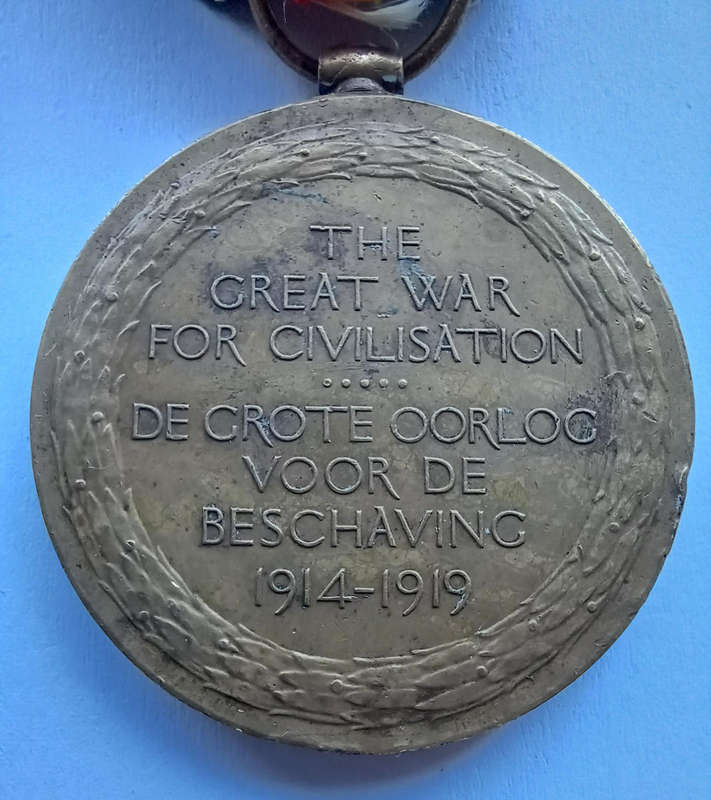 THE
GREAT WAR
FOR CIVILISATION
DE GROTE OORLOG
VOOR DE
BESCHAVING
1914-1919